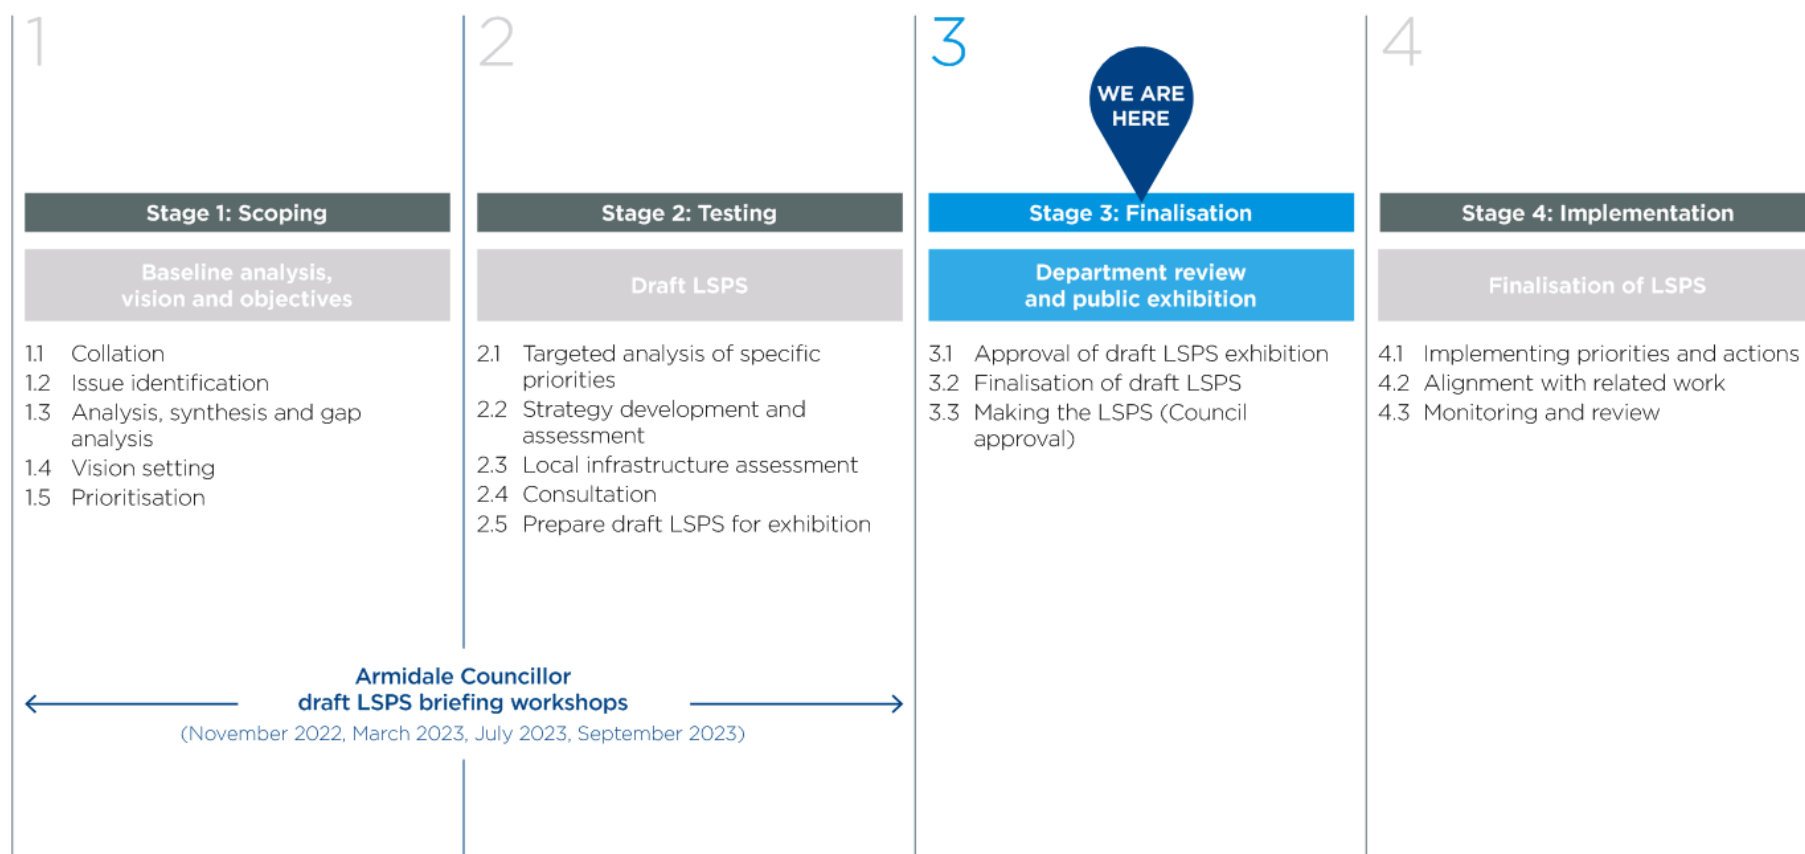 1
Stage 1: Scoping
Baseline analysis,
vision and objectives
1.1 Collation
1.2 Issue identification
1.3 Analysis, synthesis and gap
analysis
1.4 Vision setting
1.5 Prioritisation
2
Stage 2: Testing
Draft LSPS
2.1 Targeted analysis of specific
priorities
2.2 Strategy development and
assessment
2.3 Local infrastructure assessment
2.4 Consultation
2.5 Prepare draft LSPS for exhibition
Armidale Councillor
draft LSPS briefing workshops
(November 2022, March 2023, July 2023, September 2023)
3
WE ARE
HERE
Stage 3: Finalisation
Department review
and public exhibition
3.1 Approval of draft LSPS exhibition
3.2 Finalisation of draft LSPS
3.3 Making the LSPS (Council
approval)
4
Stage 4: Implementation
Finalisation of LSPS
4.1 Implementing priorities and actions
4.2 Alignment with related work
4.3 Monitoring and review